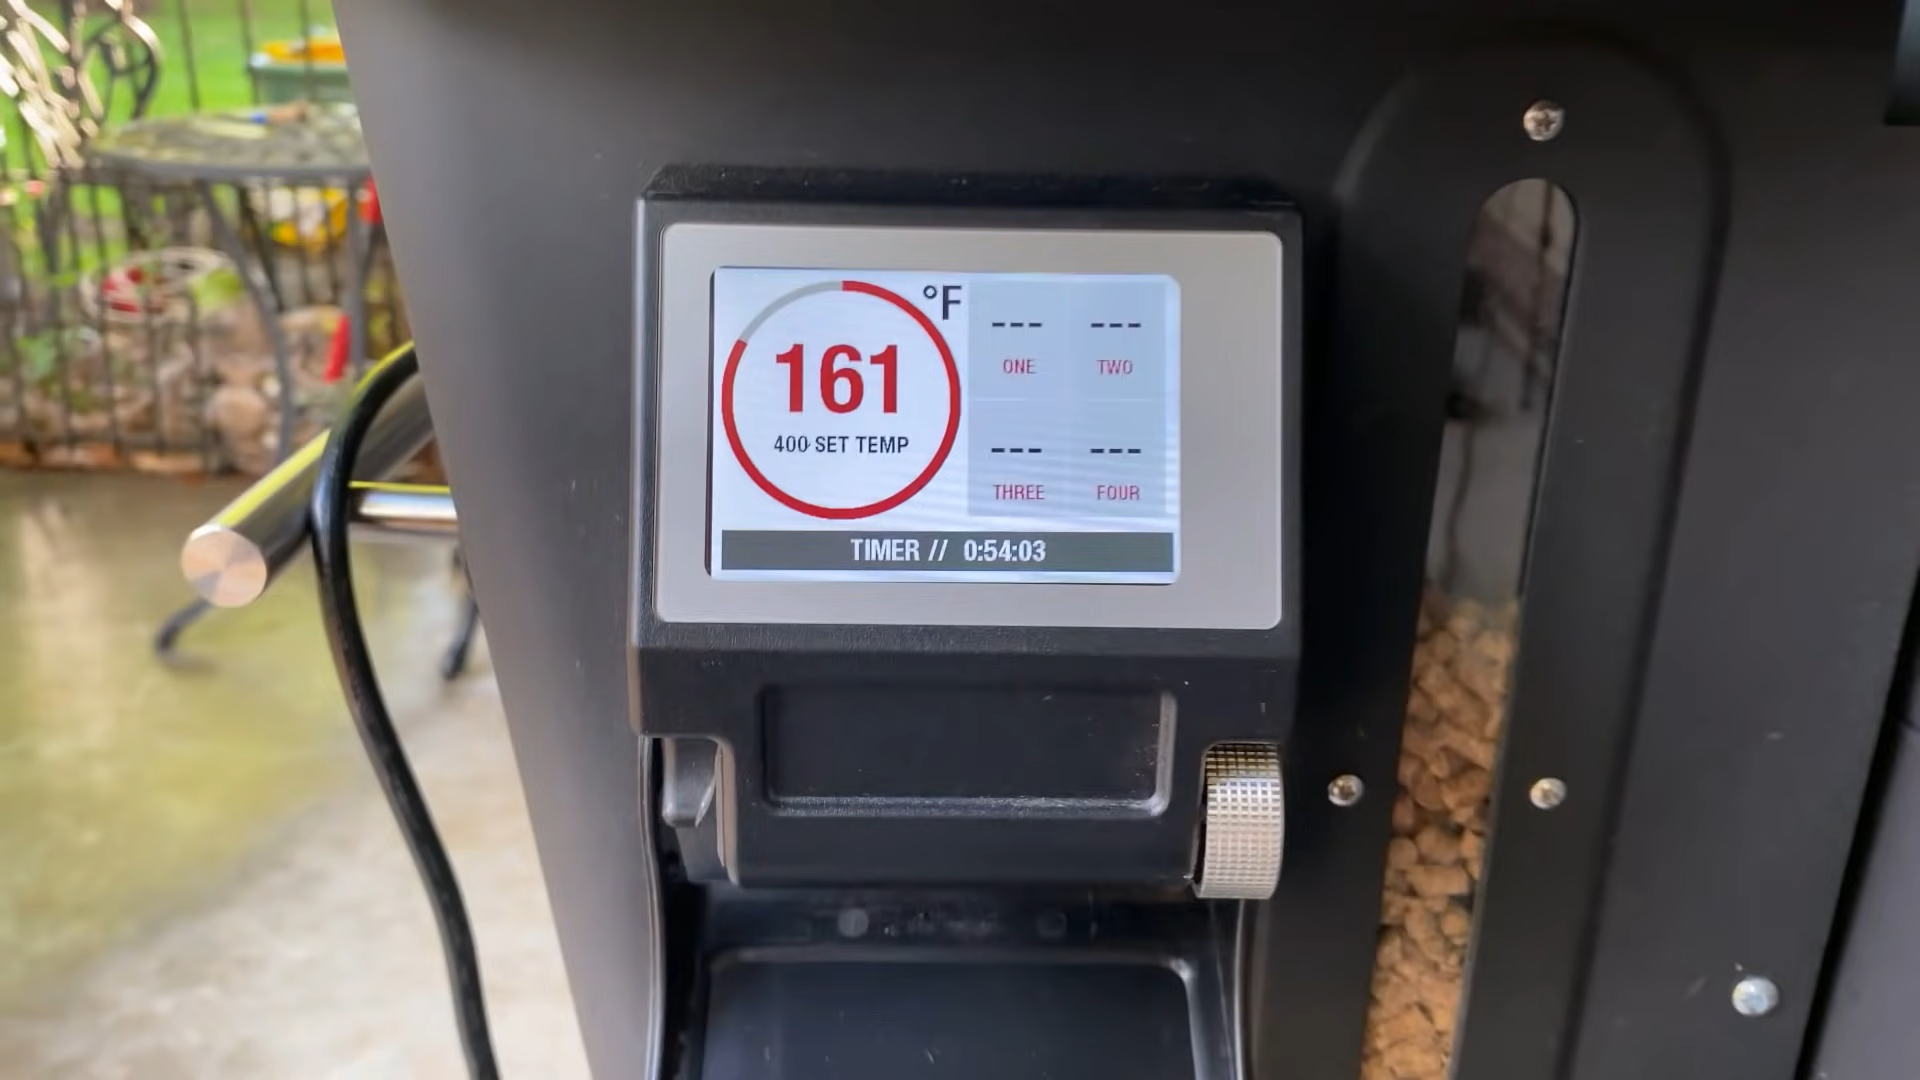 °F
161
400 SET TEMP
--- ---
ONE TWO
--- ---
THREE FOUR
TIMER // 0:54:03